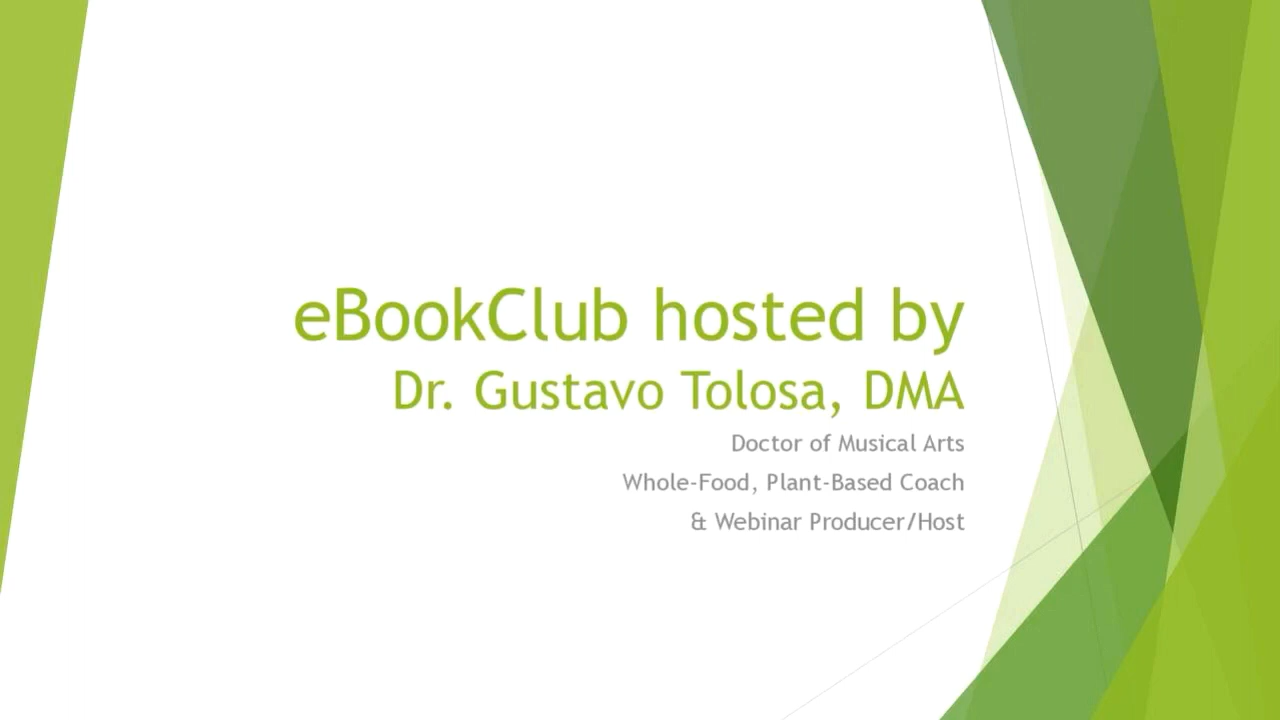 eBookClub hosted by
Dr. Gustavo Tolosa, DMA
Doctor of Musical Arts
Whole-Food, Plant-Based Coach
& Webinar Producer/Host